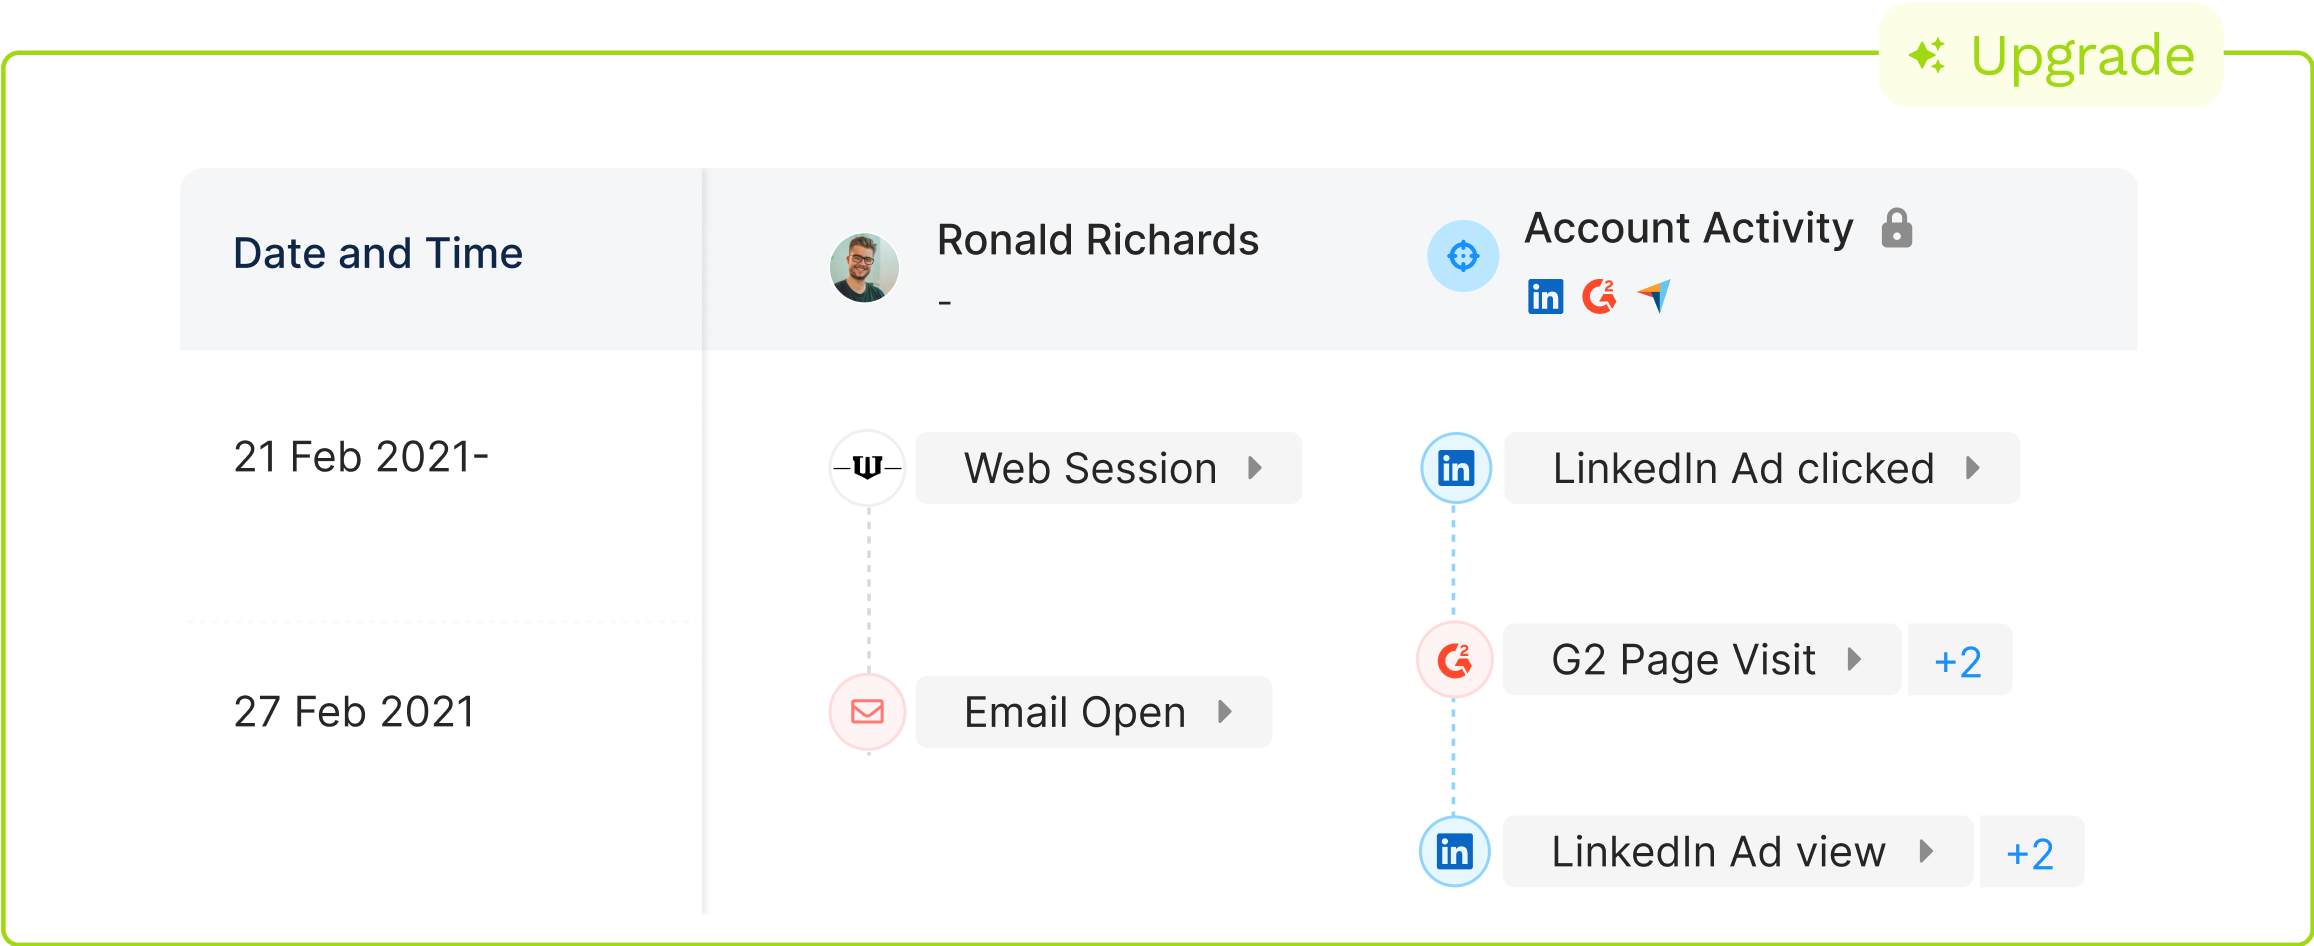 Upgrade
Date and Time
Ronald Richards
-
Account Activity
21 Feb 2021-
Web Session
LinkedIn Ad clicked
G2 Page Visit
+2
27 Feb 2021
Email Open
LinkedIn Ad view
+2